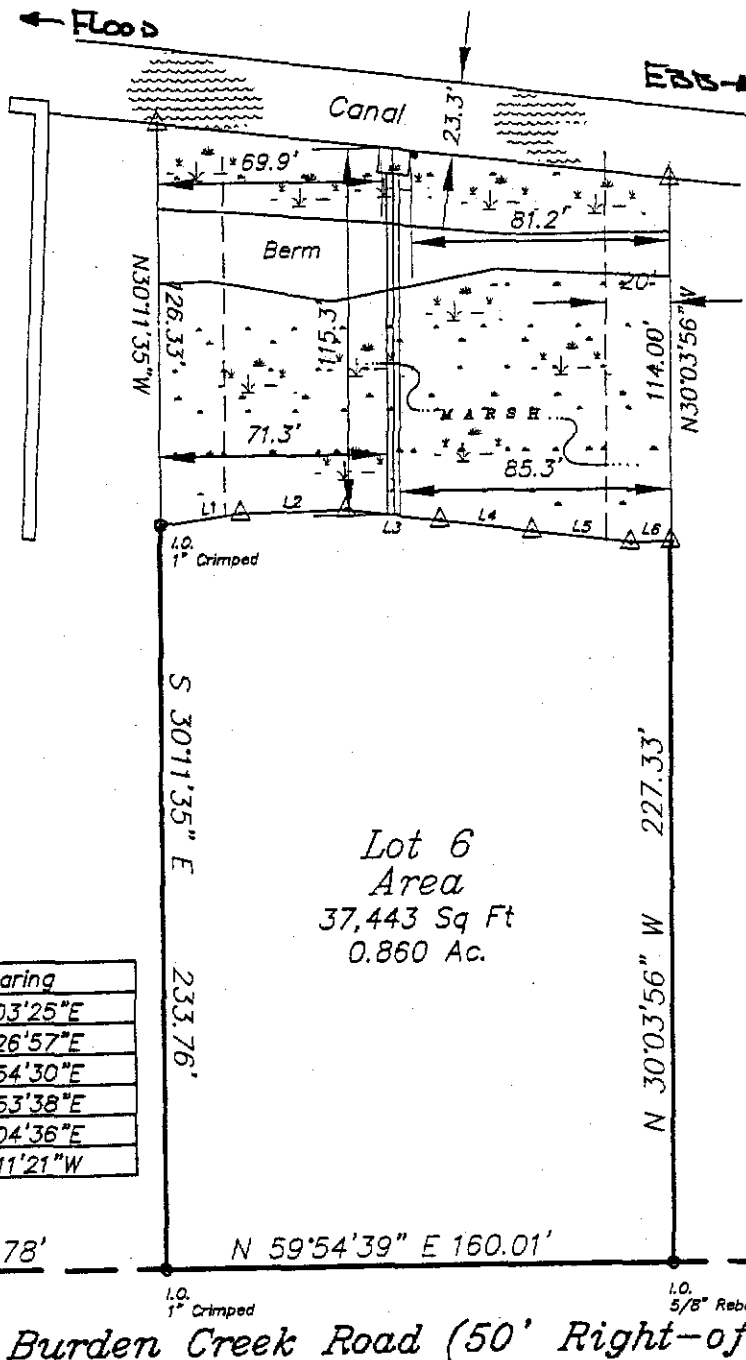 FLOOD
EBB
Canal
23.3'
69.9'
81.2'
Berm
20'
N30°11'35"W
126.33'
115.3'
114.00'
N30°03'56"W
MARSH
71.3'
85.3'
L1
L2
L3
L4
L5
L6
I.O.
1" Crimped
S 30°11'35" E 233.76'
N 30°03'56" W 227.33'
Lot 6
Area
37,443 Sq Ft
0.860 Ac.
aring
03'25"E
26'57"E
54'30"E
53'38"E
04'36"E
11'21"W
78'
N 59°54'39" E 160.01'
I.O.
1" Crimped
I.O.
5/8" Reba
Burden Creek Road (50' Right-of